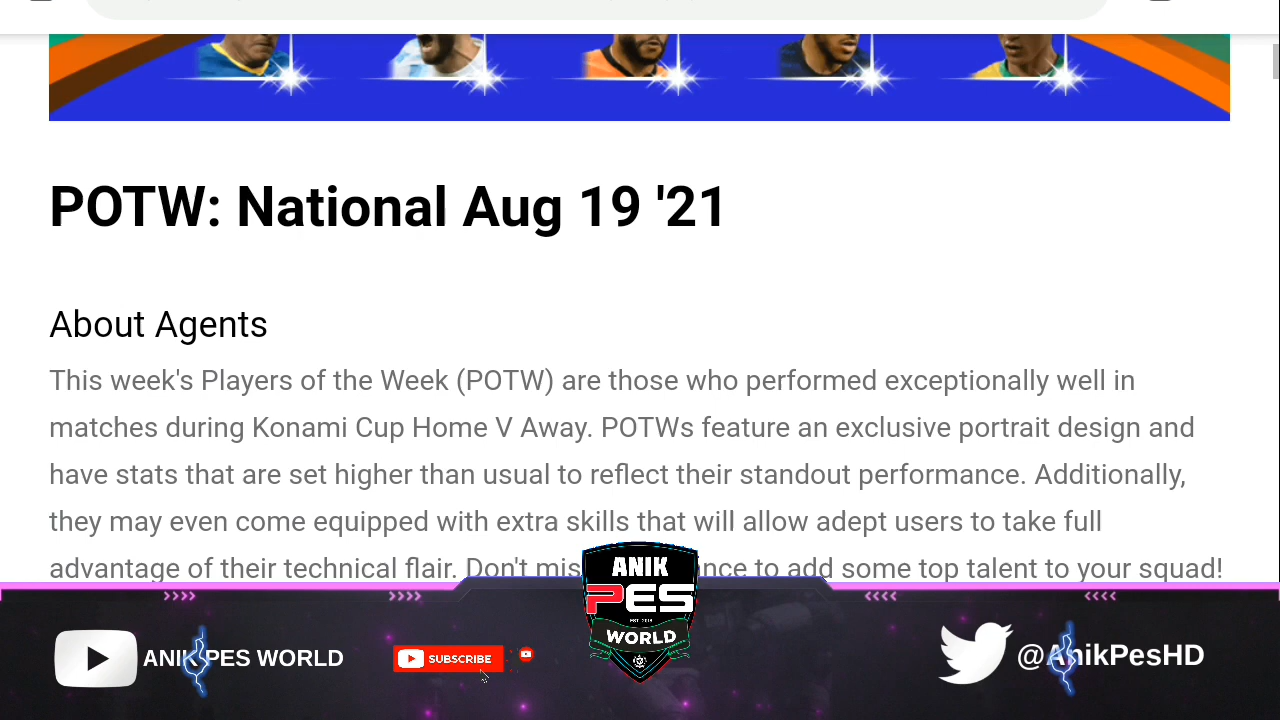 POTW: National Aug 19 '21
About Agents
This week's Players of the Week (POTW) are those who performed exceptionally well in
matches during Konami Cup Home V Away. POTWs feature an exclusive portrait design and
have stats that are set higher than usual to reflect their standout performance. Additionally,
they may even come equipped with extra skills that will allow adept users to take full
advantage of their technical flair. Don't mis nce to add some top talent to your squad!
ANIK
PES
EST 2018
WORLD
ANIK PES WORLD
SUBSCRIBE
@AnikPesHD